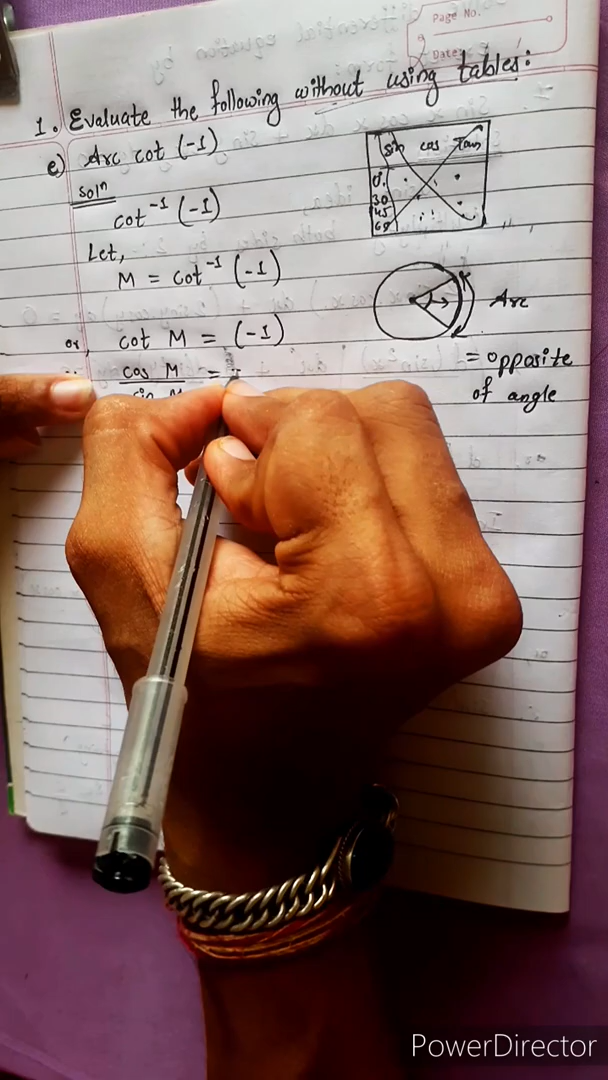 Page No.
Date:
1. Evaluate the following without using tables:
e) Arc cot (-1)
solⁿ
cot⁻¹ (-1)
Let,
M = cot⁻¹ (-1)
or, cot M = (-1)
cos M
sin M
=
sin cos Tan
0°
30
45
60
Arc
= opposite
of angle
PowerDirector